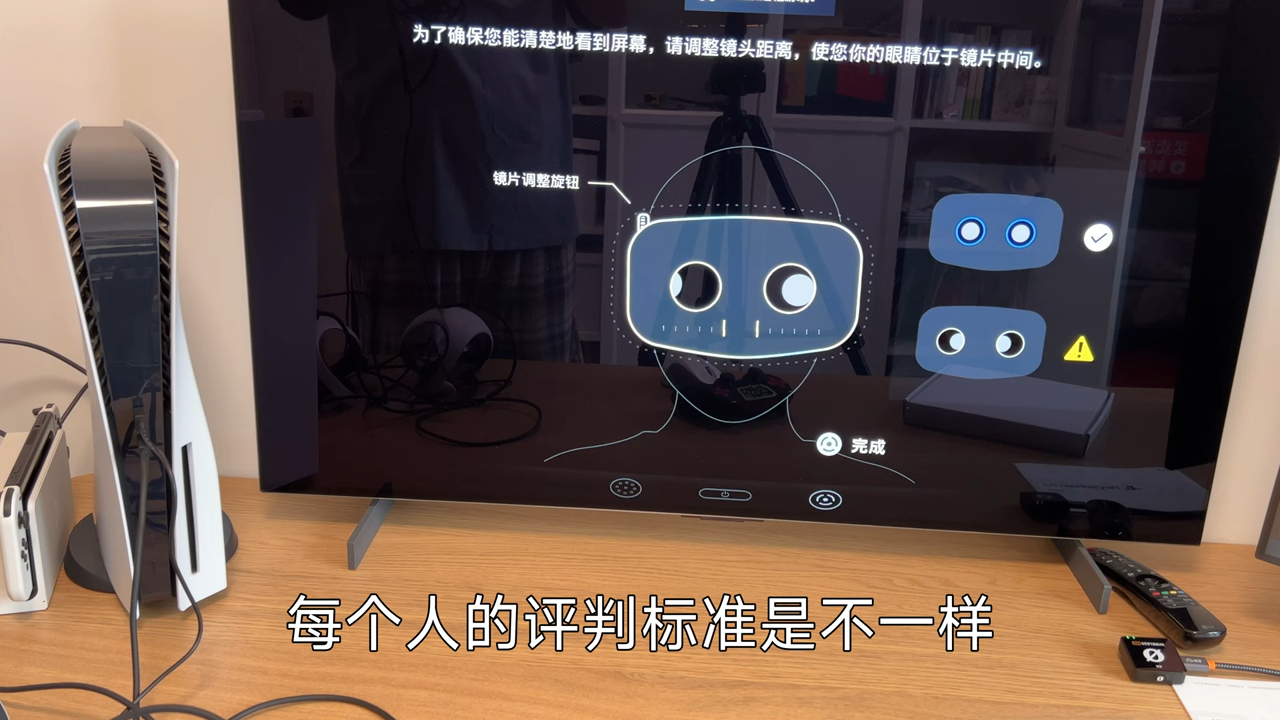 为了确保您能清楚地看到屏幕，请调整镜头距离，使您你的眼睛位于镜片中间。
镜片调整旋钮
完成
每个人的评判标准是不一样